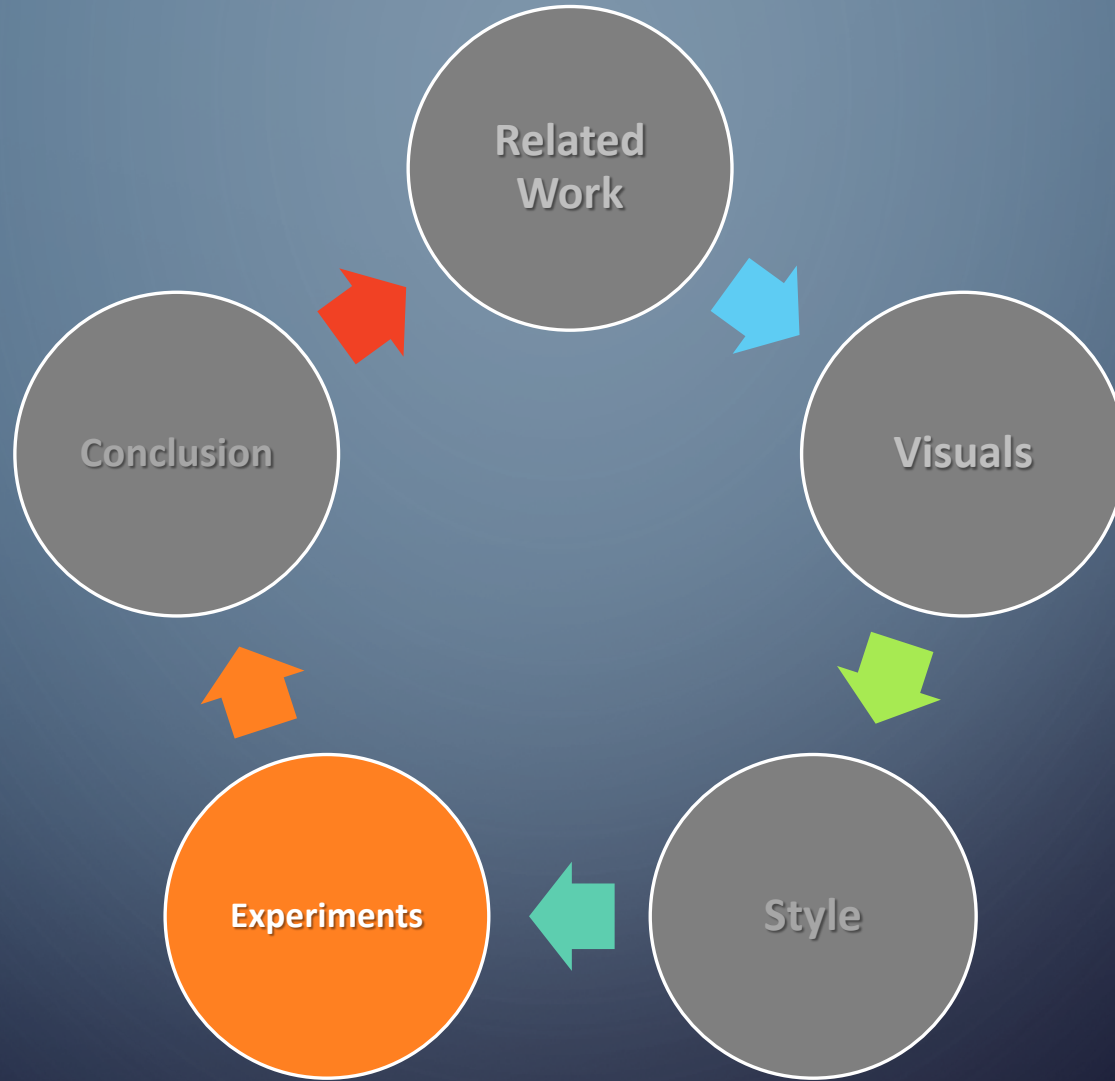 Related
Work
Visuals
Style
Experiments
Conclusion